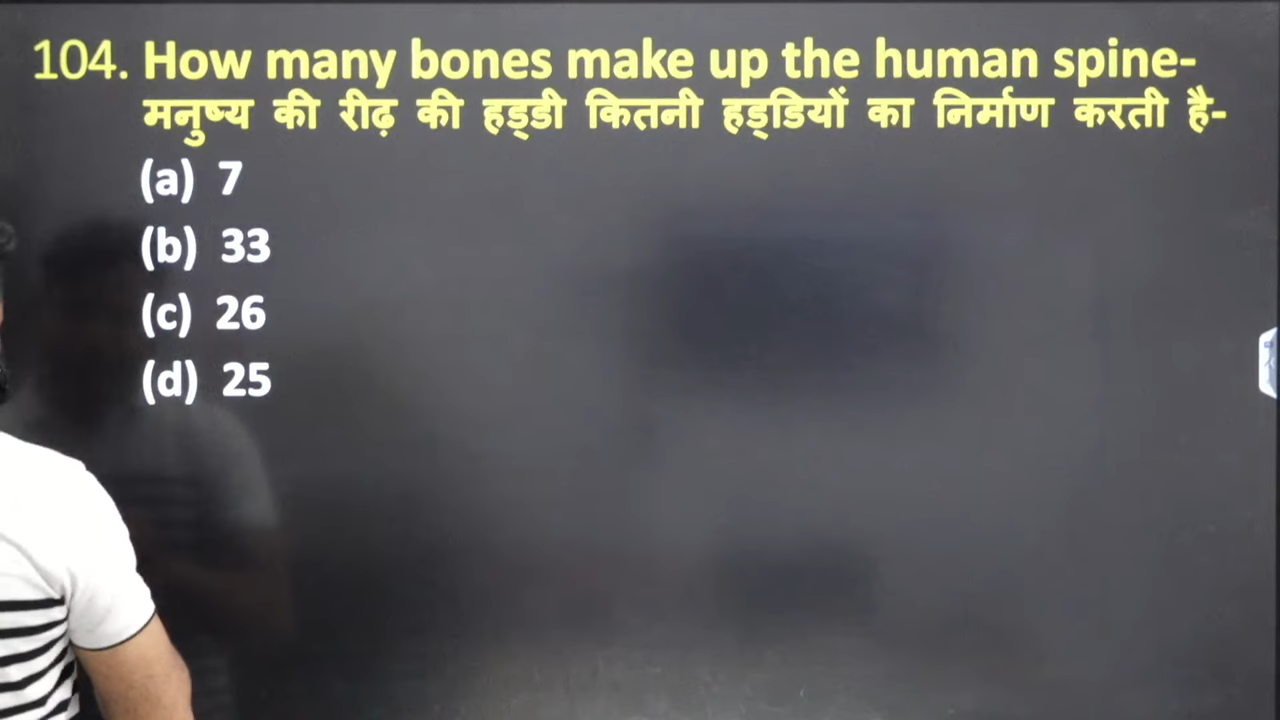 104. How many bones make up the human spine-
मनुष्य की रीढ़ की हड्डी कितनी हड्डियों का निर्माण करती है-
(a) 7
(b) 33
(c) 26
(d) 25